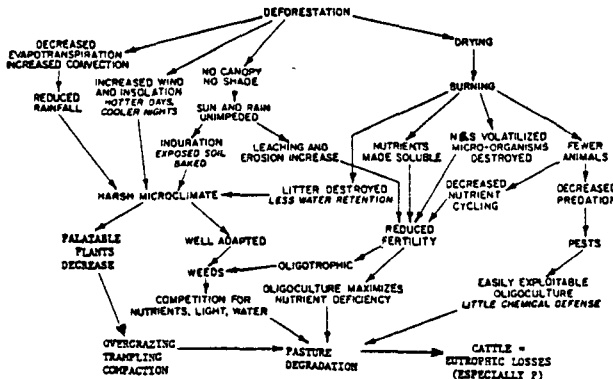 DEFORESTATION
DECREASED
EVAPOTRANSPIRATION
INCREASED CONVECTION
DRYING
INCREASED WIND
AND INSOLATION
HOTTER DAYS,
COOLER NIGHTS
NO CANOPY
NO SHADE
BURNING
REDUCED
RAINFALL
SUN AND RAIN
UNIMPEDED
INDURATION
EXPOSED SOIL
BAKED
LEACHING AND
EROSION INCREASE
NUTRIENTS
MADE SOLUBLE
N&S VOLATILIZED
MICRO-ORGANISMS
DESTROYED
FEWER
ANIMALS
HARSH MICROCLIMATE
LITTER DESTROYED
LESS WATER RETENTION
DECREASED
NUTRIENT
CYCLING
DECREASED
PREDATION
PALATABLE
PLANTS
DECREASE
WELL ADAPTED
REDUCED
FERTILITY
PESTS
WEEDS
OLIGOTROPHIC
COMPETITION FOR
NUTRIENTS, LIGHT, WATER
OLIGOCULTURE MAXIMIZES
NUTRIENT DEFICIENCY
EASILY EXPLOITABLE
OLIGOCULTURE
LITTLE CHEMICAL DEFENSE
OVERGRAZING
TRAMPLING
COMPACTION
PASTURE
DEGRADATION
CATTLE =
EUTROPHIC LOSSES
(ESPECIALLY P)